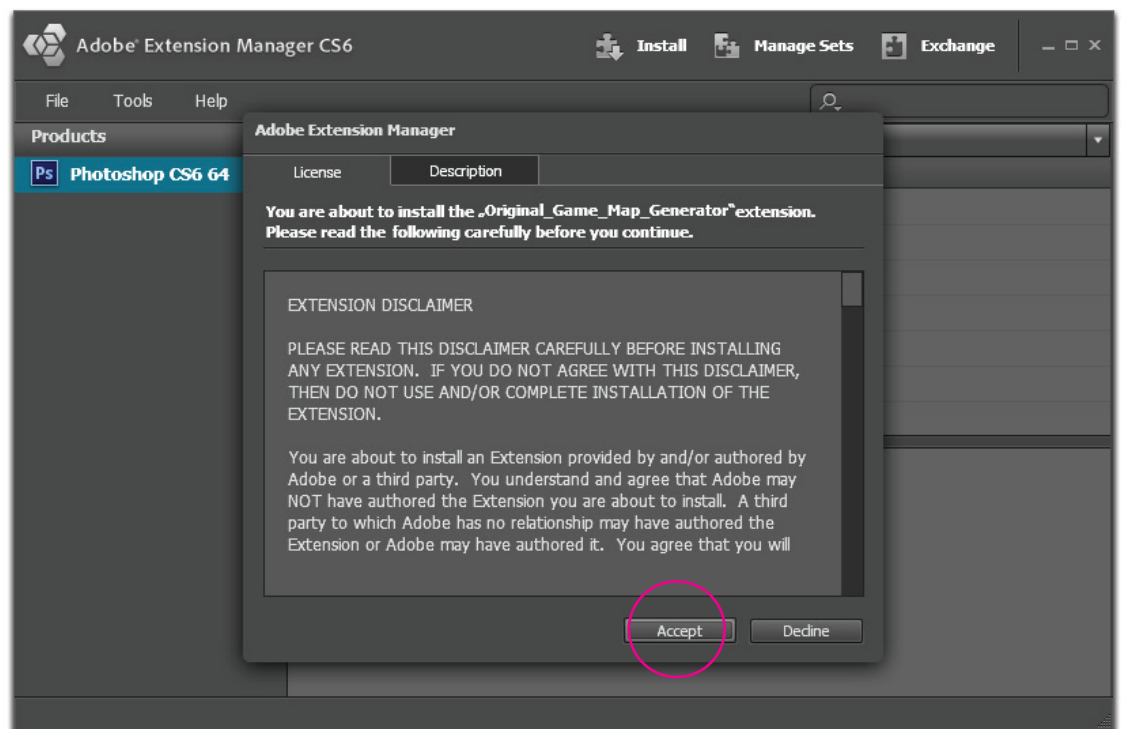 Adobe® Extension Manager CS6
Install
Manage Sets
Exchange
File
Tools
Help
Products
Ps Photoshop CS6 64
Adobe Extension Manager
License
Description
You are about to install the „Original_Game_Map_Generator“extension.
Please read the following carefully before you continue.
EXTENSION DISCLAIMER
PLEASE READ THIS DISCLAIMER CAREFULLY BEFORE INSTALLING
ANY EXTENSION. IF YOU DO NOT AGREE WITH THIS DISCLAIMER,
THEN DO NOT USE AND/OR COMPLETE INSTALLATION OF THE
EXTENSION.
You are about to install an Extension provided by and/or authored by
Adobe or a third party. You understand and agree that Adobe may
NOT have authored the Extension you are about to install. A third
party to which Adobe has no relationship may have authored the
Extension or Adobe may have authored it. You agree that you will
Accept
Decline